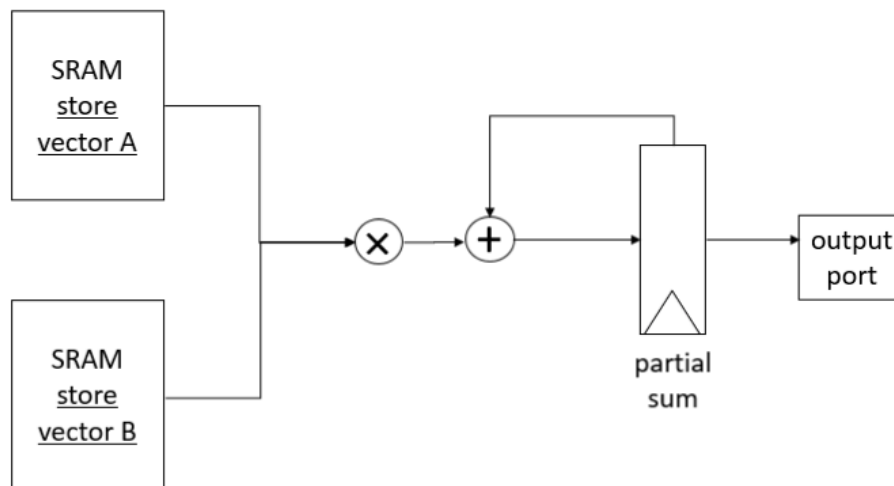 SRAM
store
vector A
×
+
output
port
partial
sum
SRAM
store
vector B